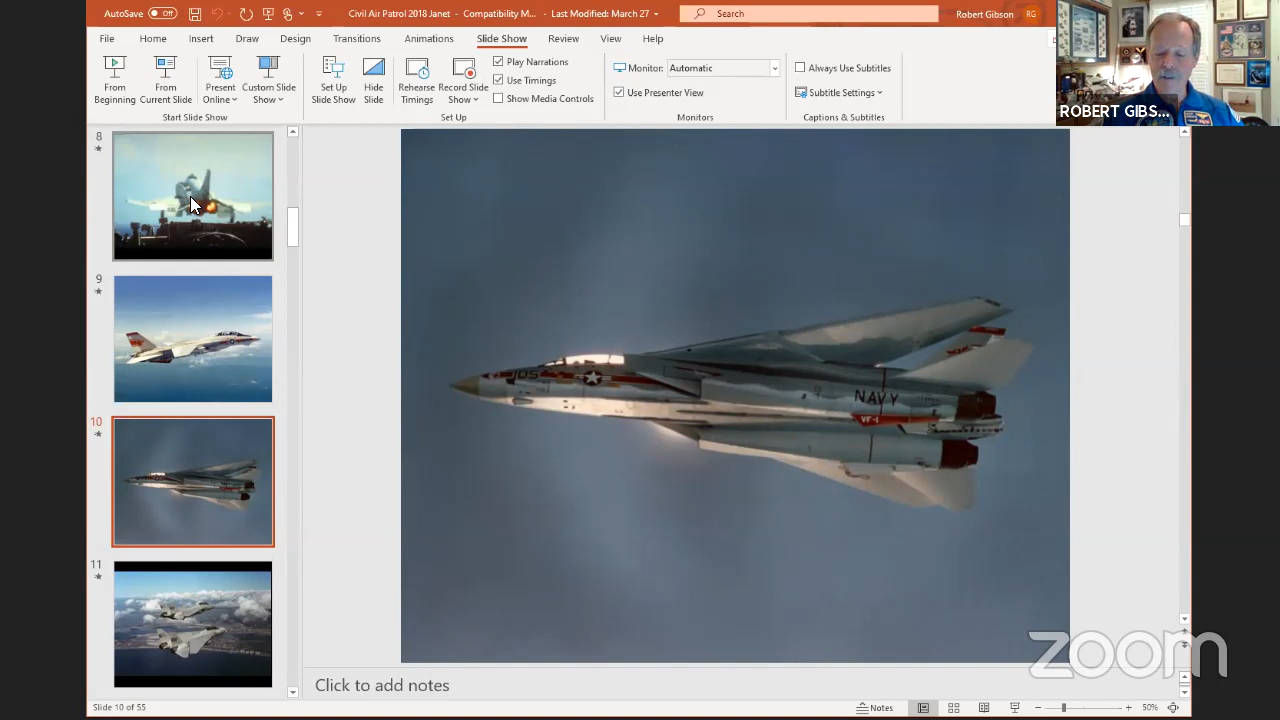 AutoSave Off Civil Air Patrol 2018 Janet - Compatibility M... - Last Modified: March 27 Search Robert Gibson RG
File Home Insert Draw Design Transitions Animations Slide Show Review View Help
From Beginning
From Current Slide
Present Online
Custom Slide Show
Start Slide Show
Set Up Slide Show
Hide Slide
Rehearse Timings
Record Slide Show
Play Narrations
Use Timings
Show Media Controls
Set Up
Monitor: Automatic
Use Presenter View
Monitors
Always Use Subtitles
Subtitle Settings
Captions & Subtitles
ROBERT GIBS...
8
9
10
11
105
NAVY
VF-1
zoom
Click to add notes
Slide 10 of 55 Notes 50%